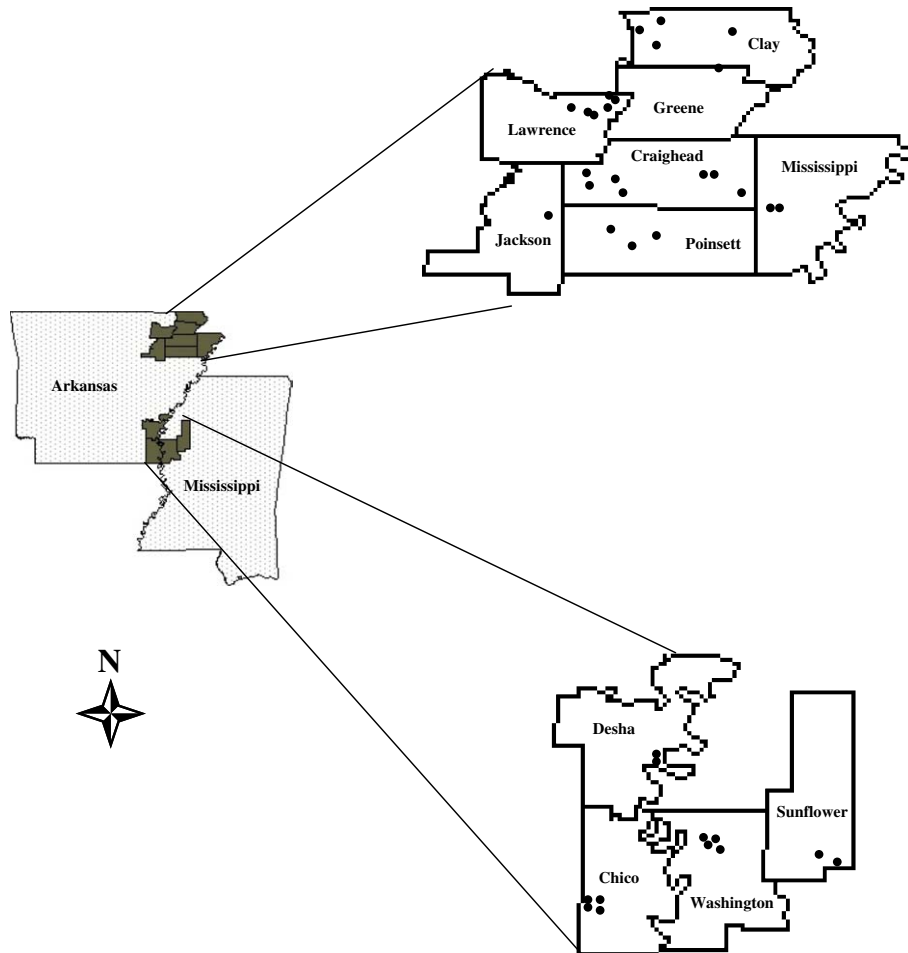 Clay
Greene
Lawrence
Craighead
Mississippi
Jackson
Poinsett
Arkansas
Mississippi
N
Desha
Sunflower
Chico
Washington